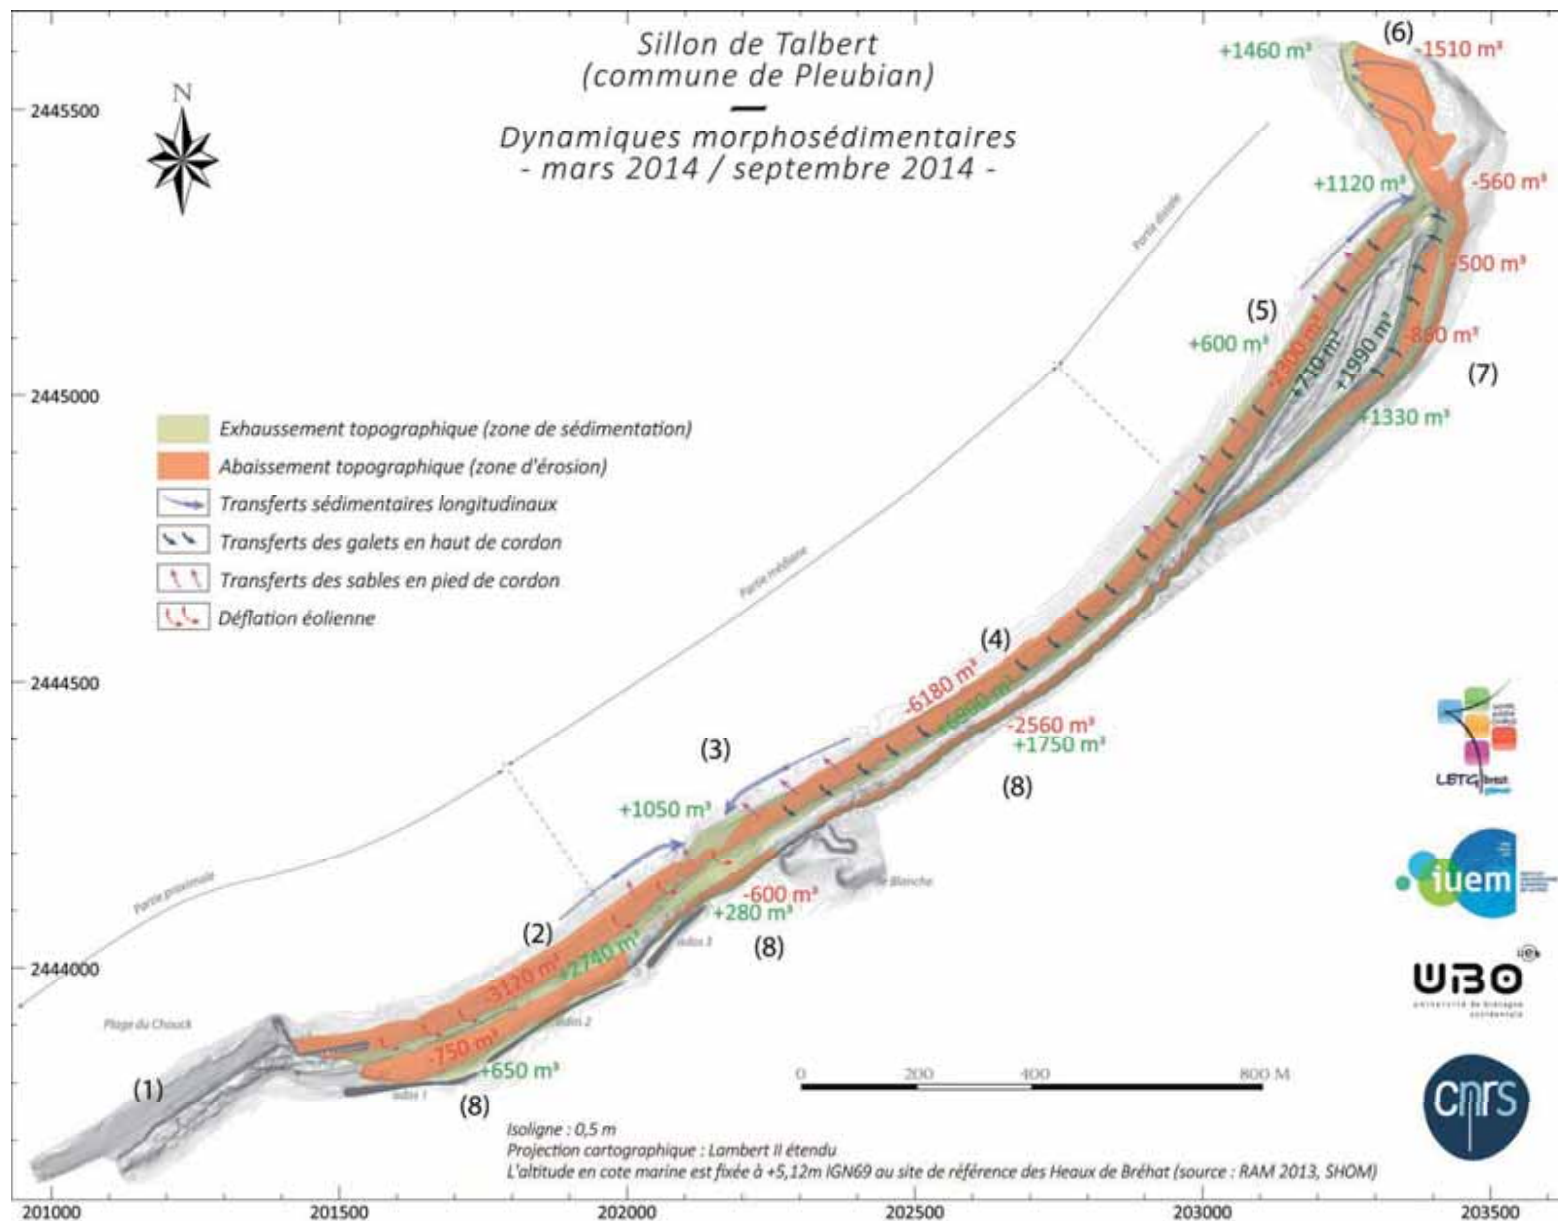 Sillon de Talbert
(commune de Pleubian)
Dynamiques morphosédimentaires
- mars 2014 / septembre 2014 -
N
2445500
2445000
2444500
2444000
201000
201500
202000
202500
203000
203500
Exhaussement topographique (zone de sédimentation)
Abaissement topographique (zone d'érosion)
Transferts sédimentaires longitudinaux
Transferts des galets en haut de cordon
Transferts des sables en pied de cordon
Déflation éolienne
Partie distale
Partie médiane
Partie proximale
(6)
+1460 m³
-1510 m³
+1120 m³
-560 m³
-500 m³
(5)
+600 m³
-2300 m³
+710 m³
+1990 m³
-860 m³
(7)
+1330 m³
(4)
-6180 m³
-2560 m³
+1750 m³
(8)
(3)
+1050 m³
-600 m³
+280 m³
(8)
(2)
-3120 m³
+2740 m³
-750 m³
+650 m³
(8)
(1)
Plage du Chouck
Blanche
0 200 400 800 M
Isoligne : 0,5 m
Projection cartographique : Lambert II étendu
L'altitude en cote marine est fixée à +5,12m IGN69 au site de référence des Heaux de Bréhat (source : RAM 2013, SHOM)
LETG brest
iuem
ueb
UBO
université de bretagne
occidentale
cnrs